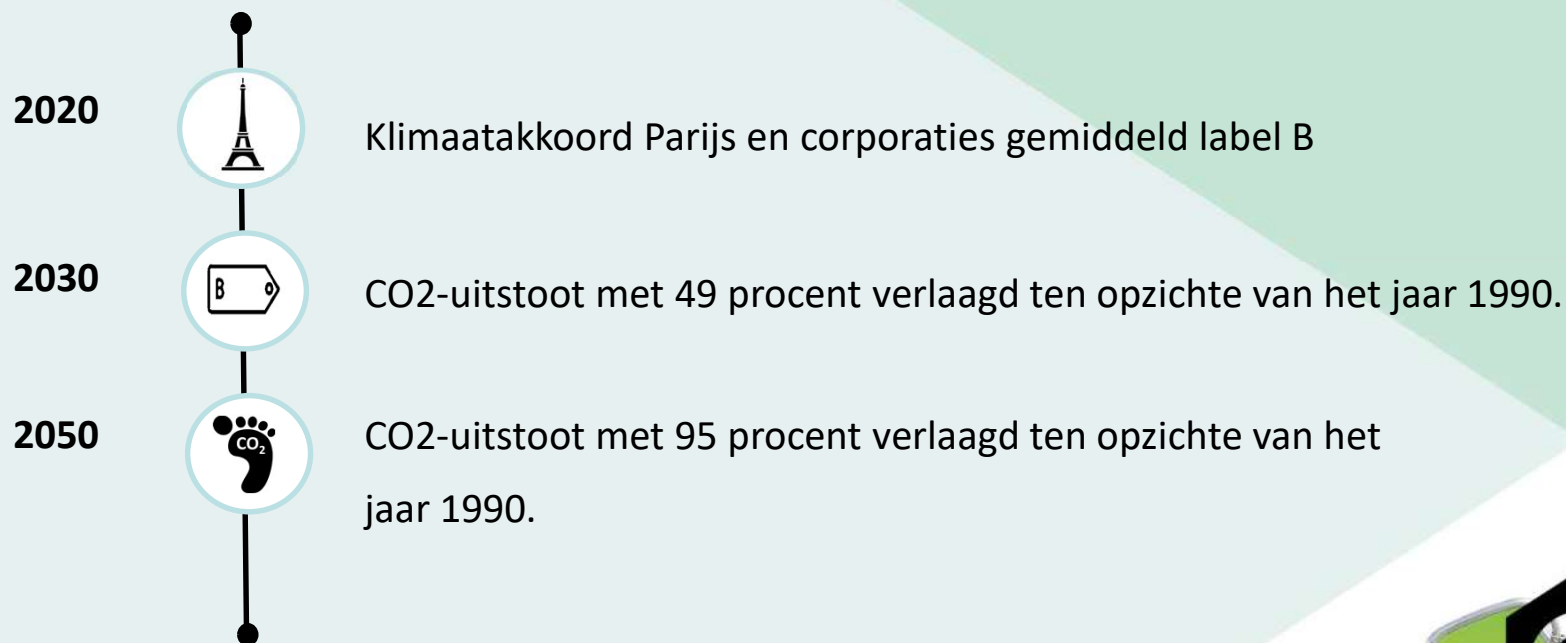 2020
Klimaatakkoord Parijs en corporaties gemiddeld label B
2030
B
CO2-uitstoot met 49 procent verlaagd ten opzichte van het jaar 1990.
2050
CO₂
CO2-uitstoot met 95 procent verlaagd ten opzichte van het
jaar 1990.